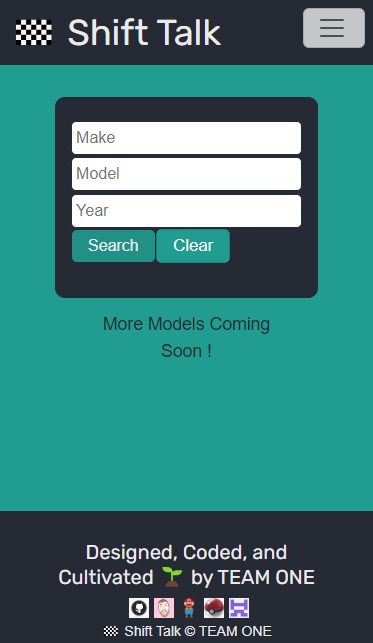 Shift Talk
Make
Model
Year
Search Clear
More Models Coming
Soon !
Designed, Coded, and
Cultivated 🌱 by TEAM ONE
Shift Talk © TEAM ONE